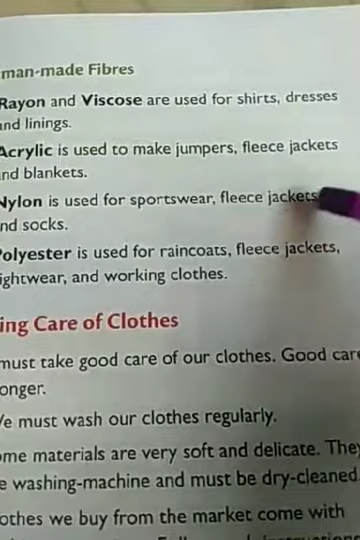 man-made Fibres
Rayon and Viscose are used for shirts, dresses
and linings.
Acrylic is used to make jumpers, fleece jackets
and blankets.
Nylon is used for sportswear, fleece jackets
nd socks.
Polyester is used for raincoats, fleece jackets,
ightwear, and working clothes.
ing Care of Clothes
must take good care of our clothes. Good care
onger.
We must wash our clothes regularly.
ome materials are very soft and delicate. They
e washing-machine and must be dry-cleaned.
othes we buy from the market come with